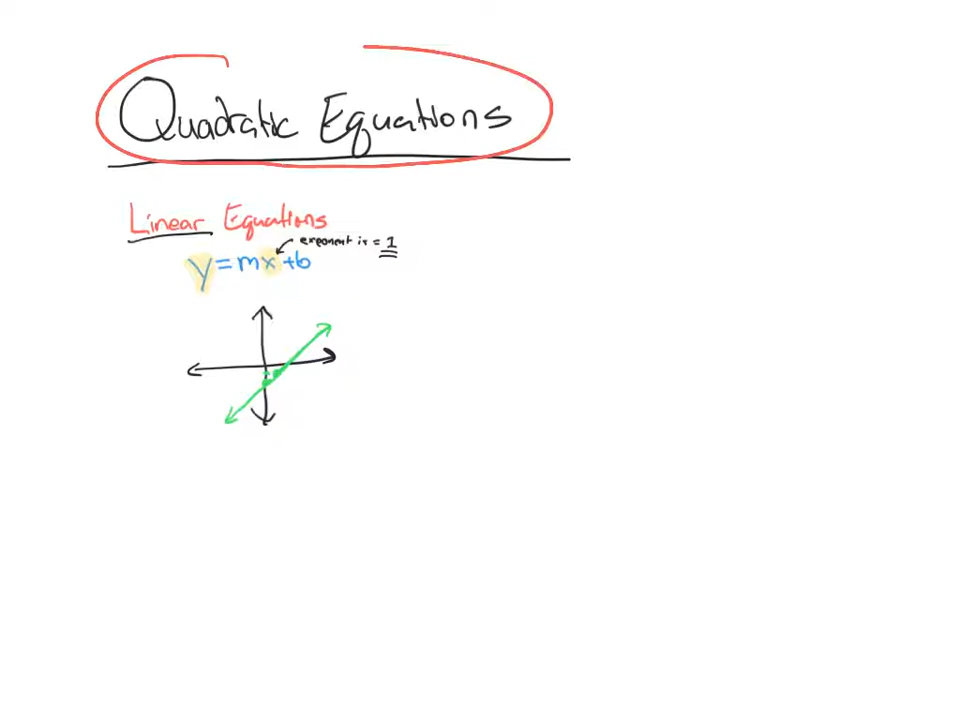 Quadratic Equations
Linear Equations
exponent is = 1
y = mx + b